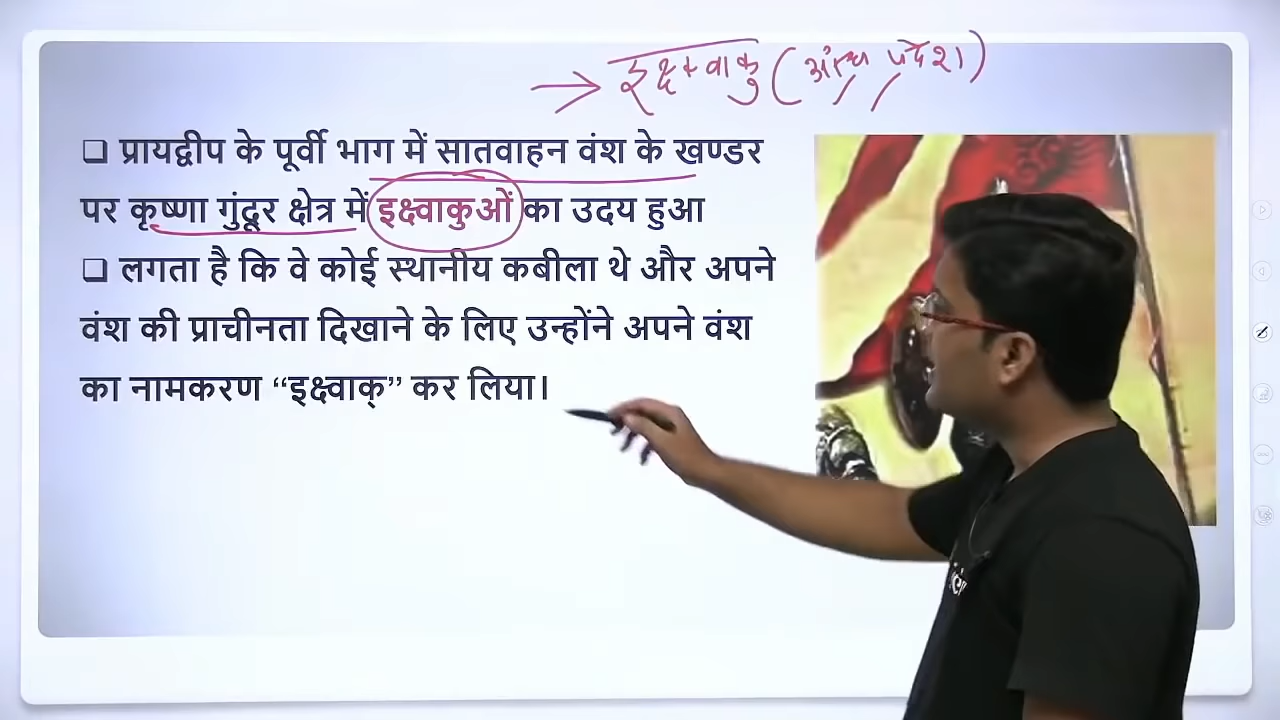 → इक्ष्वाकु (आंध्र प्रदेश)
❑ प्रायद्वीप के पूर्वी भाग में सातवाहन वंश के खण्डर
पर कृष्णा गुंदूर क्षेत्र में इक्ष्वाकुओं का उदय हुआ
❑ लगता है कि वे कोई स्थानीय कबीला थे और अपने
वंश की प्राचीनता दिखाने के लिए उन्होंने अपने वंश
का नामकरण “इक्ष्वाक्” कर लिया।